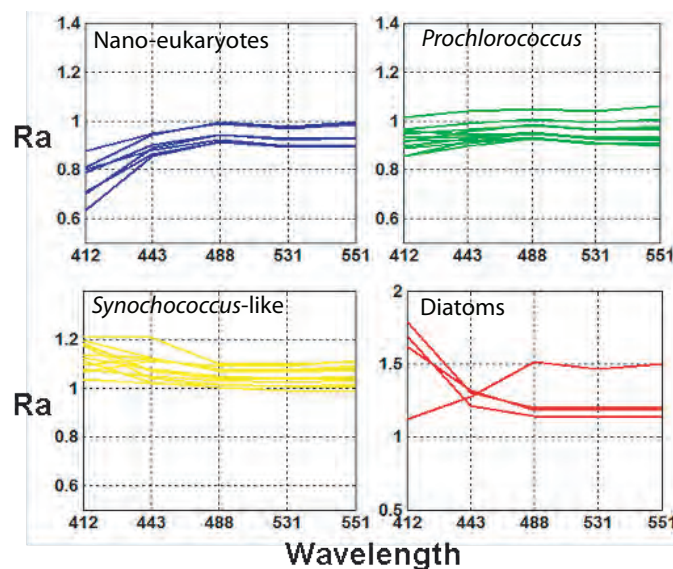 Nano-eukaryotes
Ra
1.4
1.2
1
0.8
0.6
412 443 488 531 551
Prochlorococcus
1.4
1.2
1
0.8
0.6
412 443 488 531 551
Synochococcus-like
Ra
1.2
1
0.8
0.6
412 443 488 531 551
Diatoms
2
1.5
1
0.5
412 443 488 531 551
Wavelength